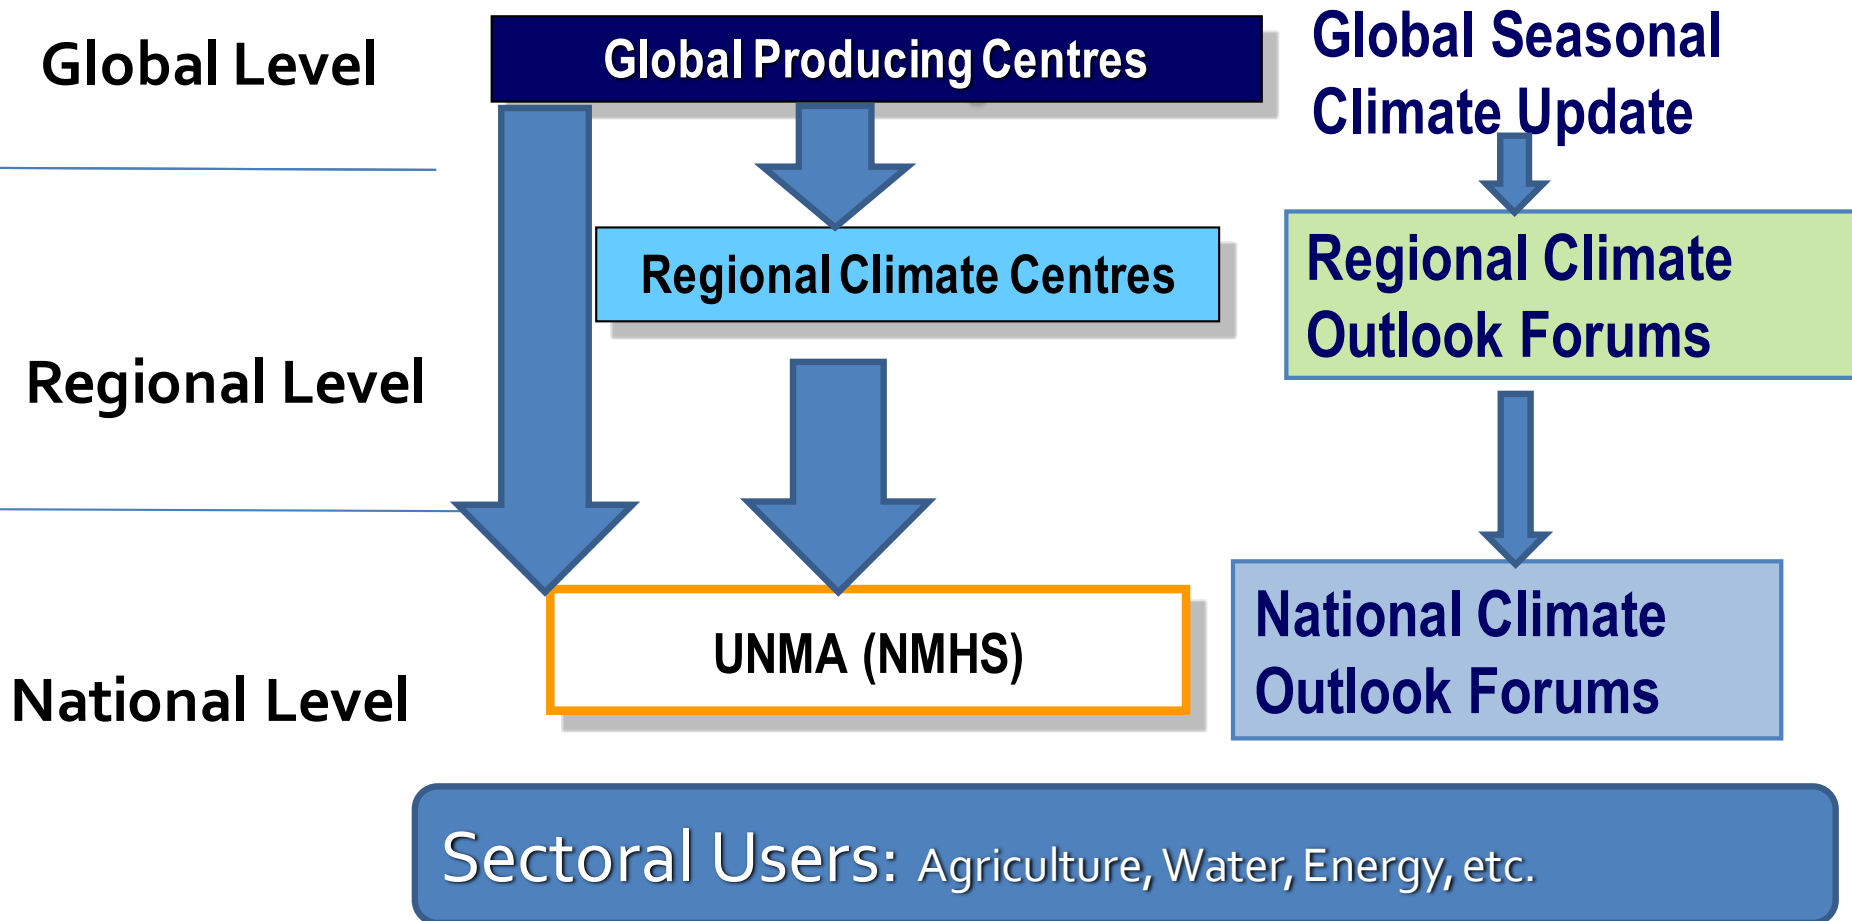 Global Level
Global Producing Centres
Global Seasonal
Climate Update
Regional Climate Centres
Regional Climate
Outlook Forums
Regional Level
UNMA (NMHS)
National Climate
Outlook Forums
National Level
Sectoral Users: Agriculture, Water, Energy, etc.